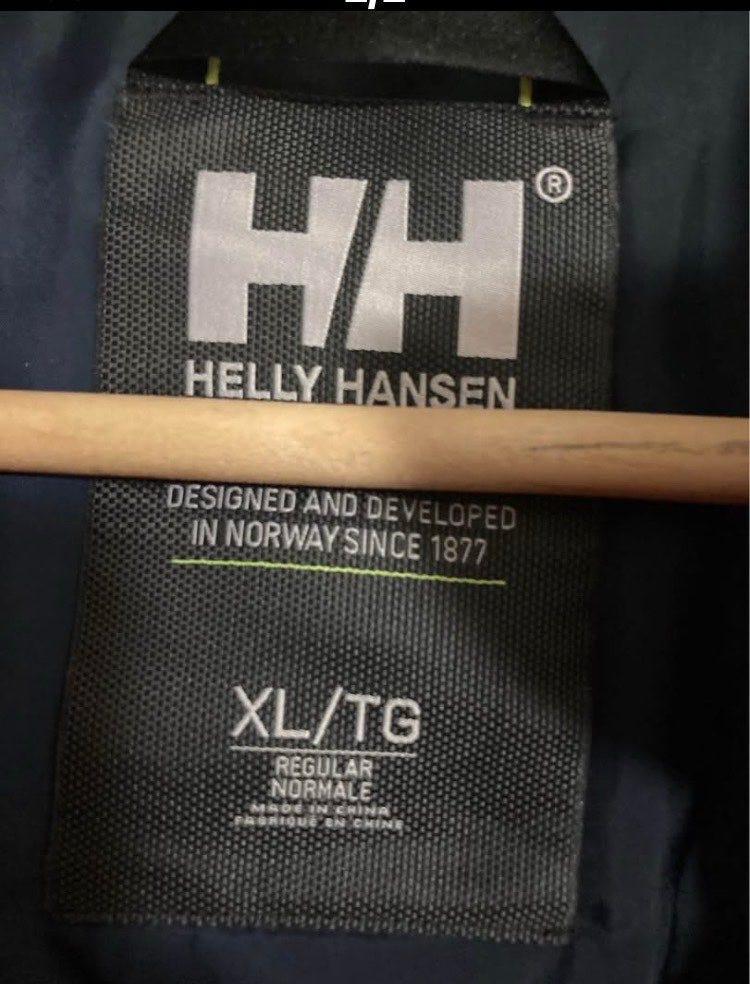 HH®
HELLY HANSEN
DESIGNED AND DEVELOPED
IN NORWAY SINCE 1877
XL/TG
REGULAR
NORMALE
MADE IN CHINA
FABRIQUÉ EN CHINE